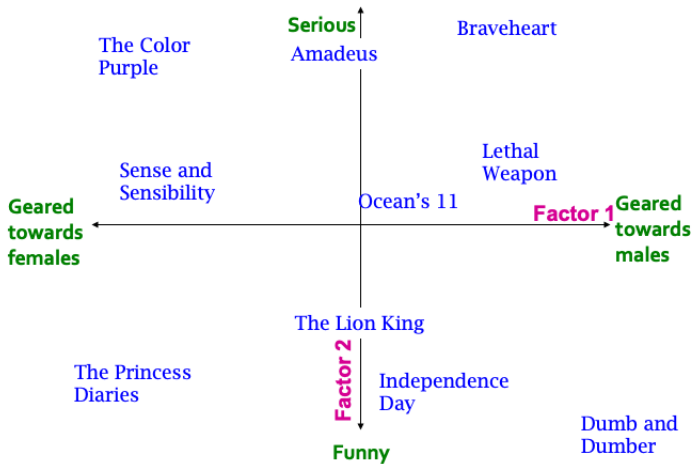 Serious
Braveheart
The Color
Purple
Amadeus
Lethal
Weapon
Sense and
Sensibility
Ocean's 11
Geared
towards
females
Factor 1
Geared
towards
males
The Lion King
Factor 2
The Princess
Diaries
Independence
Day
Dumb and
Dumber
Funny